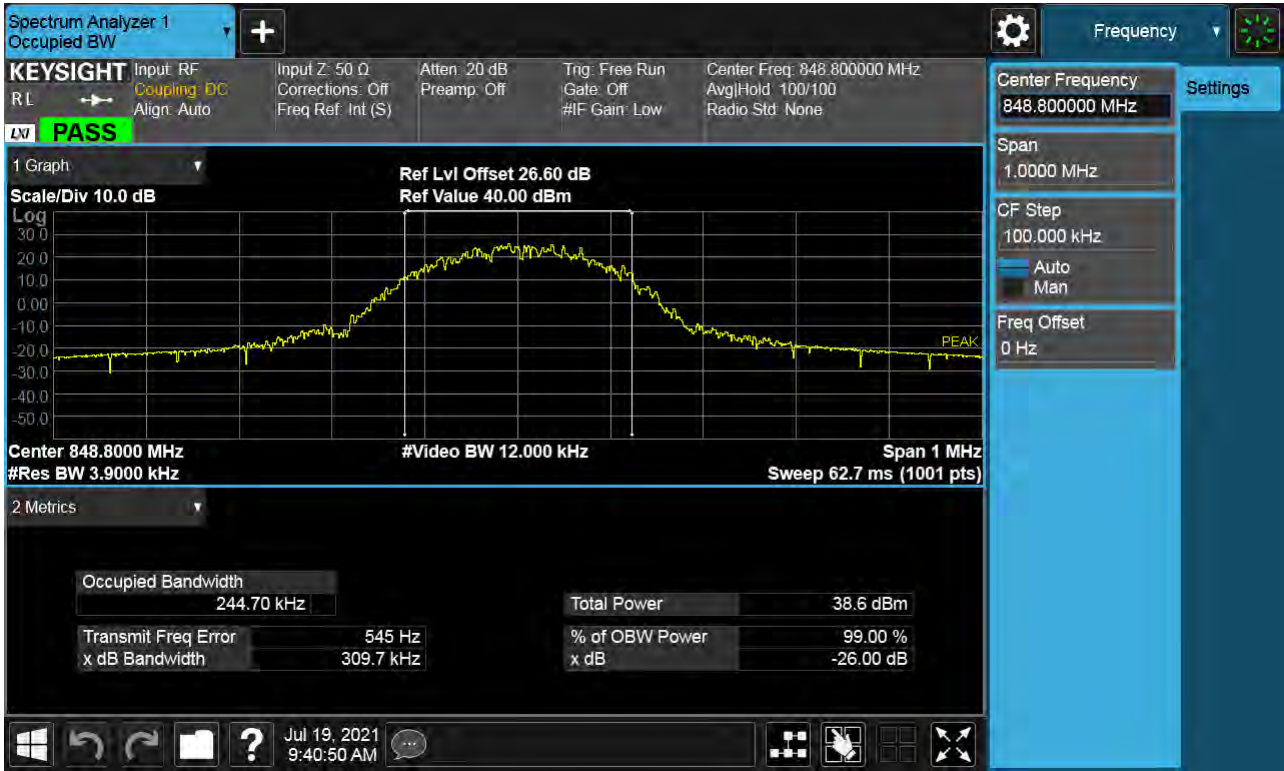 Spectrum Analyzer 1
Occupied BW
+
Frequency
KEYSIGHT
RL
LXI
PASS
Input: RF
Coupling: DC
Align: Auto
Input Z: 50 Ω
Corrections: Off
Freq Ref: Int (S)
Atten: 20 dB
Preamp: Off
Trig: Free Run
Gate: Off
#IF Gain: Low
Center Freq: 848.800000 MHz
Avg|Hold: 100/100
Radio Std: None
Center Frequency
848.800000 MHz
Settings
Span
1.0000 MHz
CF Step
100.000 kHz
Auto
Man
Freq Offset
0 Hz
1 Graph
Ref Lvl Offset 26.60 dB
Scale/Div 10.0 dB
Ref Value 40.00 dBm
Log
30.0
20.0
10.0
0.00
-10.0
-20.0
-30.0
-40.0
-50.0
PEAK
Center 848.8000 MHz
#Video BW 12.000 kHz
Span 1 MHz
#Res BW 3.9000 kHz
Sweep 62.7 ms (1001 pts)
2 Metrics
Occupied Bandwidth
244.70 kHz
Total Power 38.6 dBm
Transmit Freq Error 545 Hz
% of OBW Power 99.00 %
x dB Bandwidth 309.7 kHz
x dB -26.00 dB
?
Jul 19, 2021
9:40:50 AM